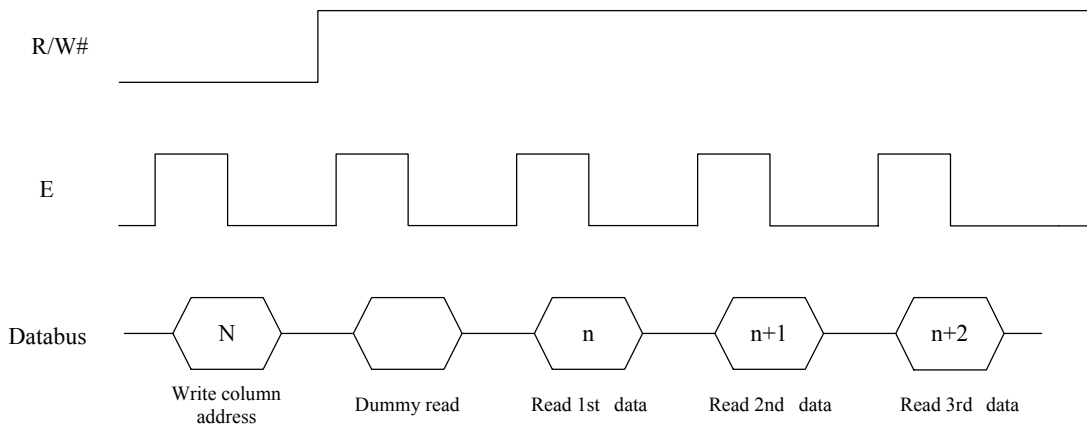 R/W#
E
Databus
N
n
n+1
n+2
Write column
address
Dummy read
Read 1st data
Read 2nd data
Read 3rd data